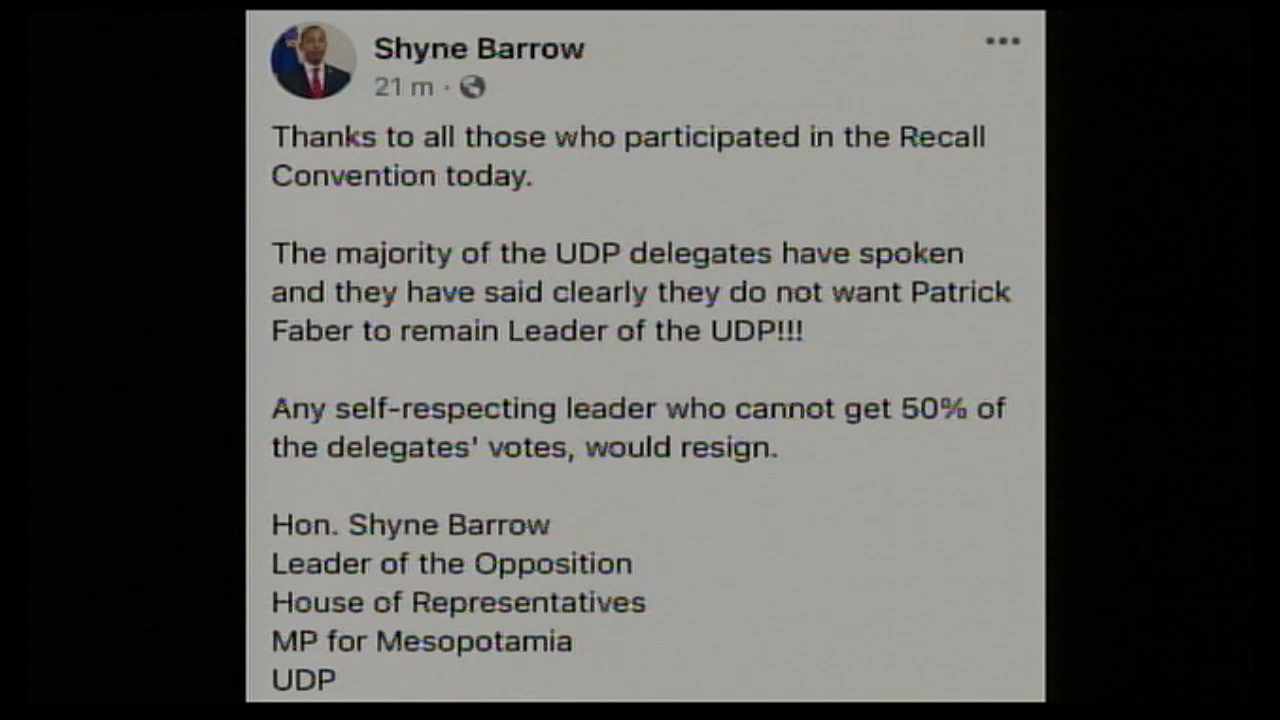 Shyne Barrow
21 m ·
Thanks to all those who participated in the Recall
Convention today.
The majority of the UDP delegates have spoken
and they have said clearly they do not want Patrick
Faber to remain Leader of the UDP!!!
Any self-respecting leader who cannot get 50% of
the delegates' votes, would resign.
Hon. Shyne Barrow
Leader of the Opposition
House of Representatives
MP for Mesopotamia
UDP